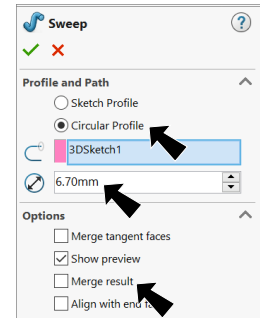 Sweep
?
Profile and Path
Sketch Profile
Circular Profile
3DSketch1
6.70mm
Options
Merge tangent faces
Show preview
Merge result
Align with end